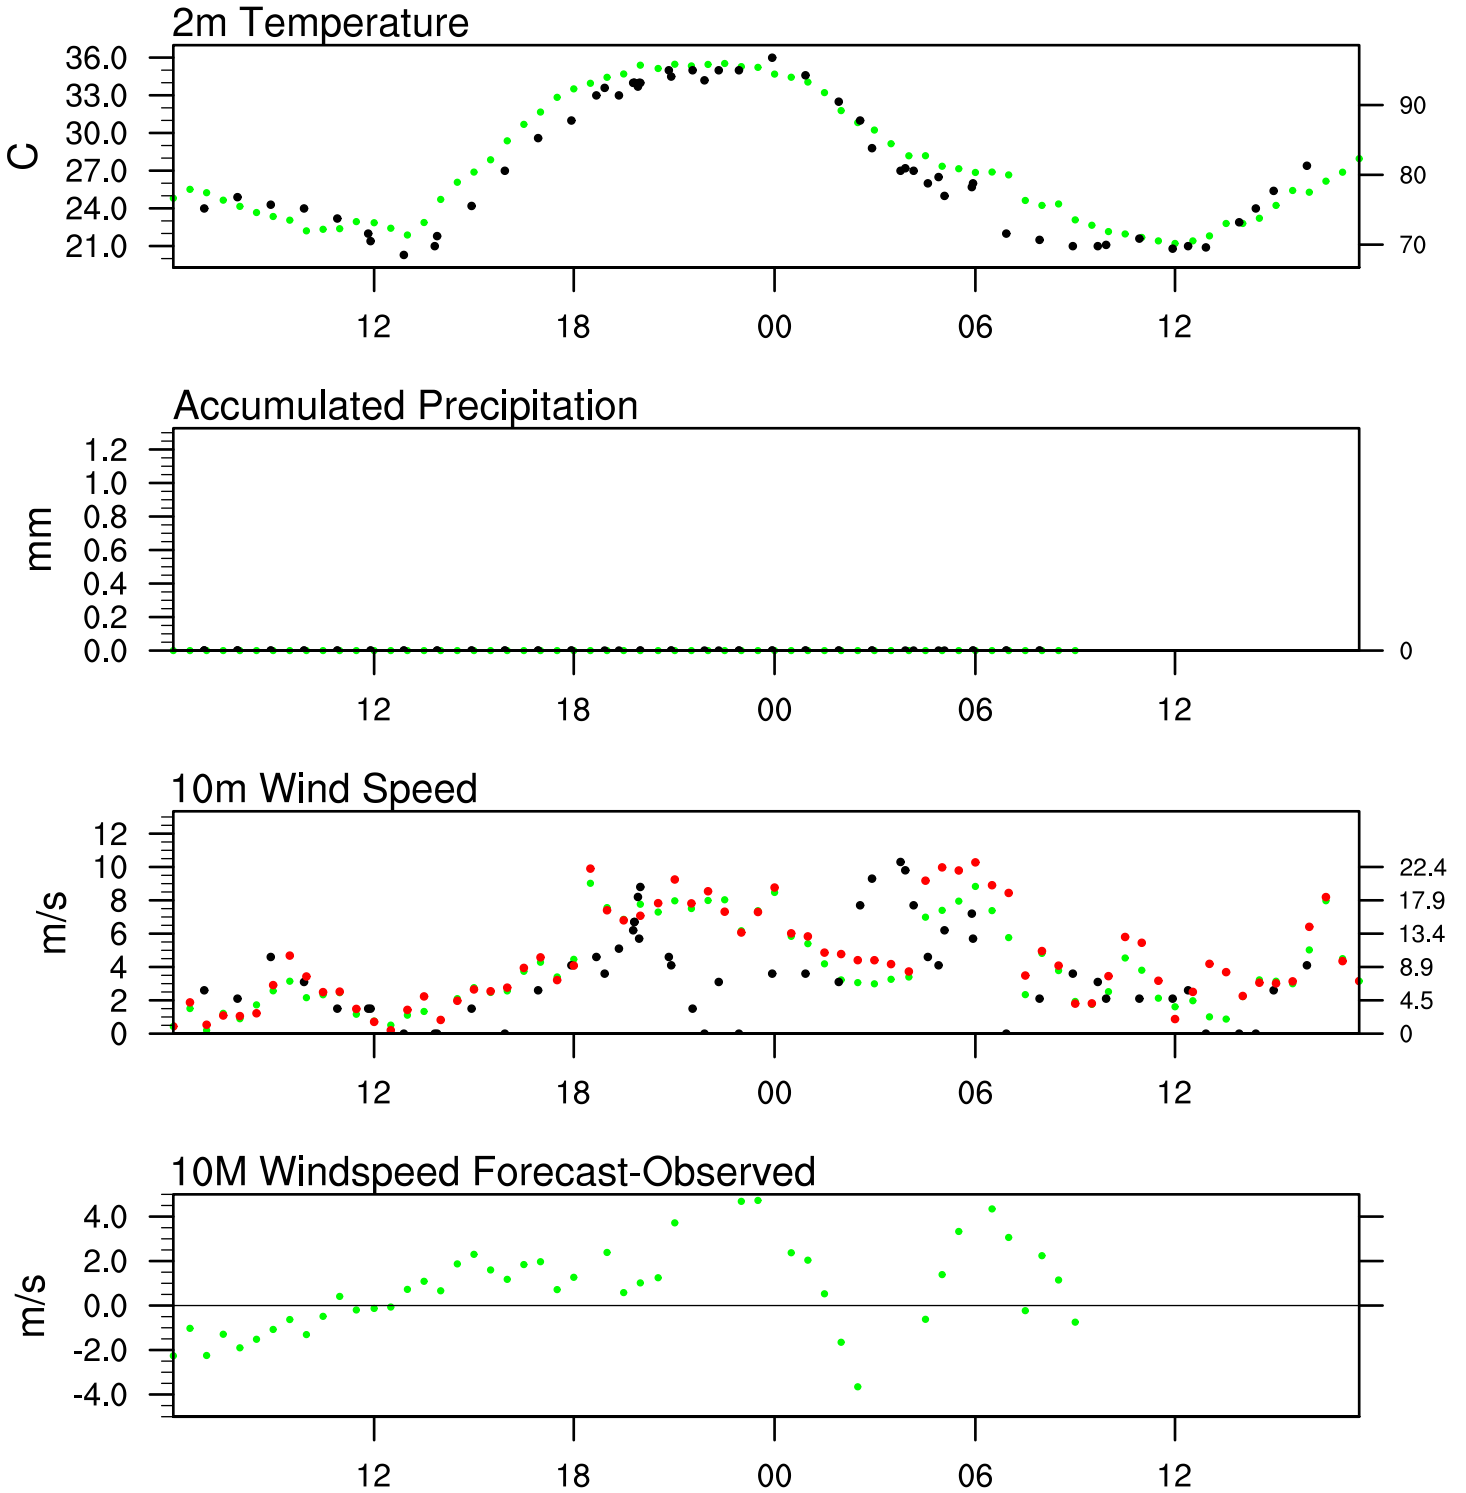 2m Temperature
36.0
33.0
30.0
27.0
24.0
21.0
C
90
80
70
12 18 00 06 12
Accumulated Precipitation
1.2
1.0
0.8
0.6
0.4
0.2
0.0
mm
0
12 18 00 06 12
10m Wind Speed
12
10
8
6
4
2
0
m/s
22.4
17.9
13.4
8.9
4.5
0
12 18 00 06 12
10M Windspeed Forecast-Observed
4.0
2.0
0.0
-2.0
-4.0
m/s
12 18 00 06 12